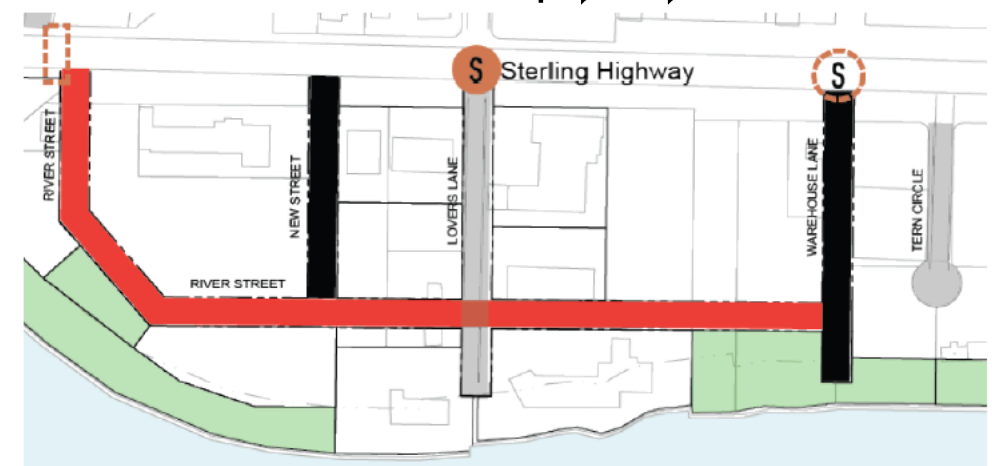 S
Sterling Highway
S
RIVER STREET
NEW STREET
LOVERS LANE
WAREHOUSE LANE
TERN CIRCLE
RIVER STREET